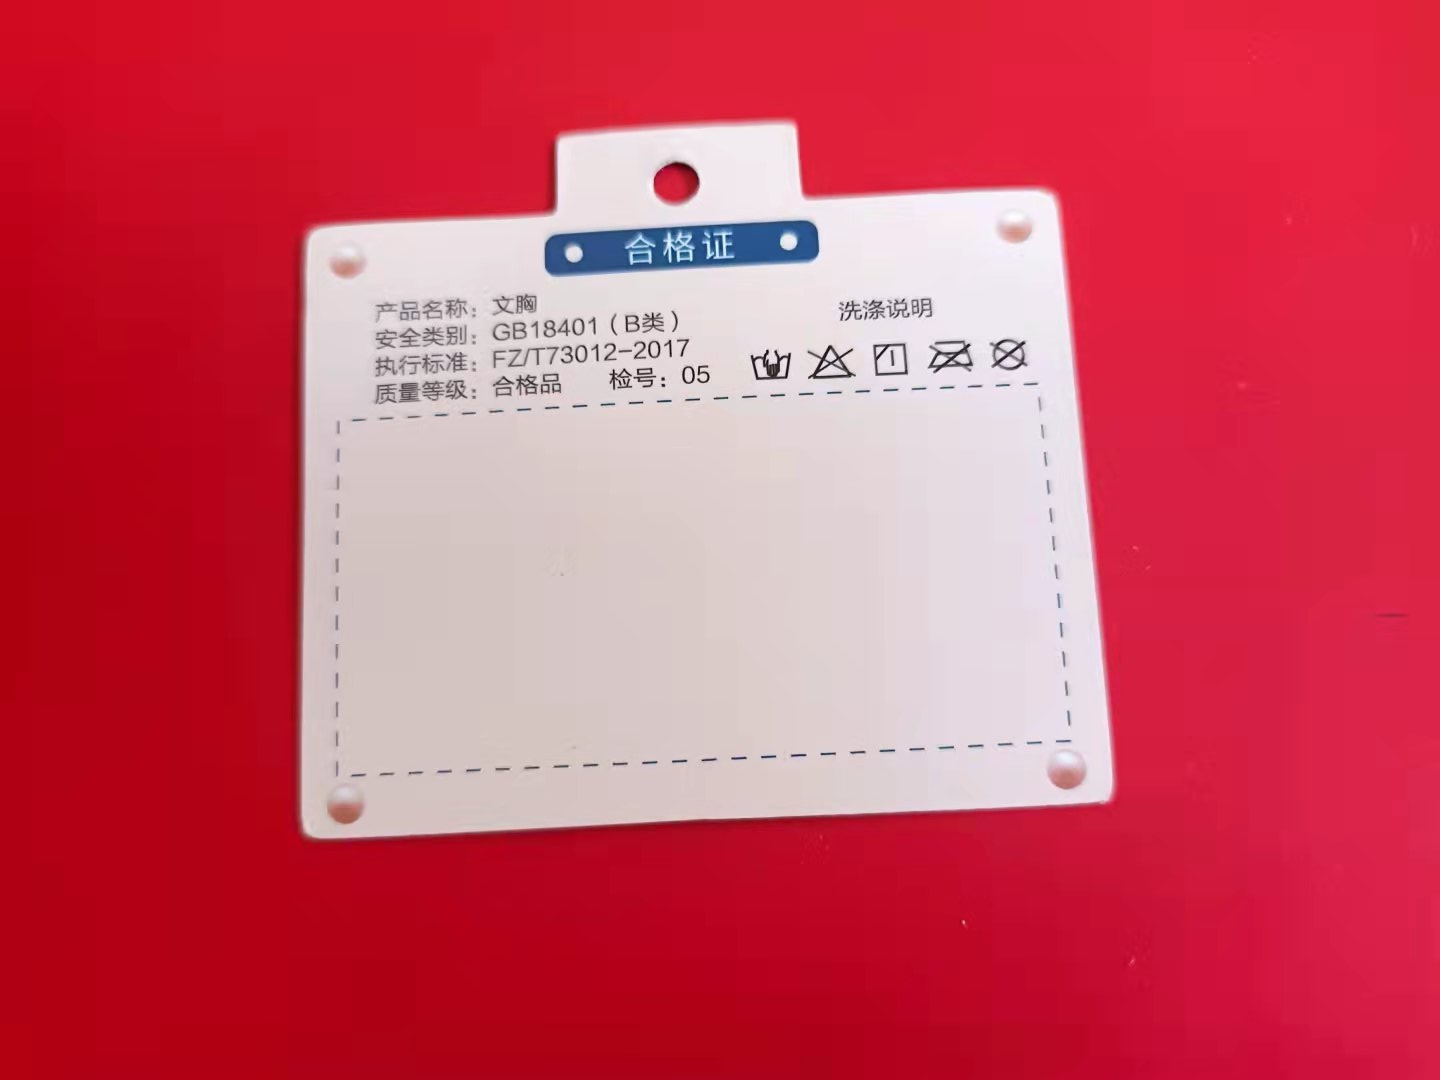 合格证
产品名称：文胸
安全类别：GB18401（B类）
执行标准：FZ/T73012-2017
质量等级：合格品 检号：05
洗涤说明